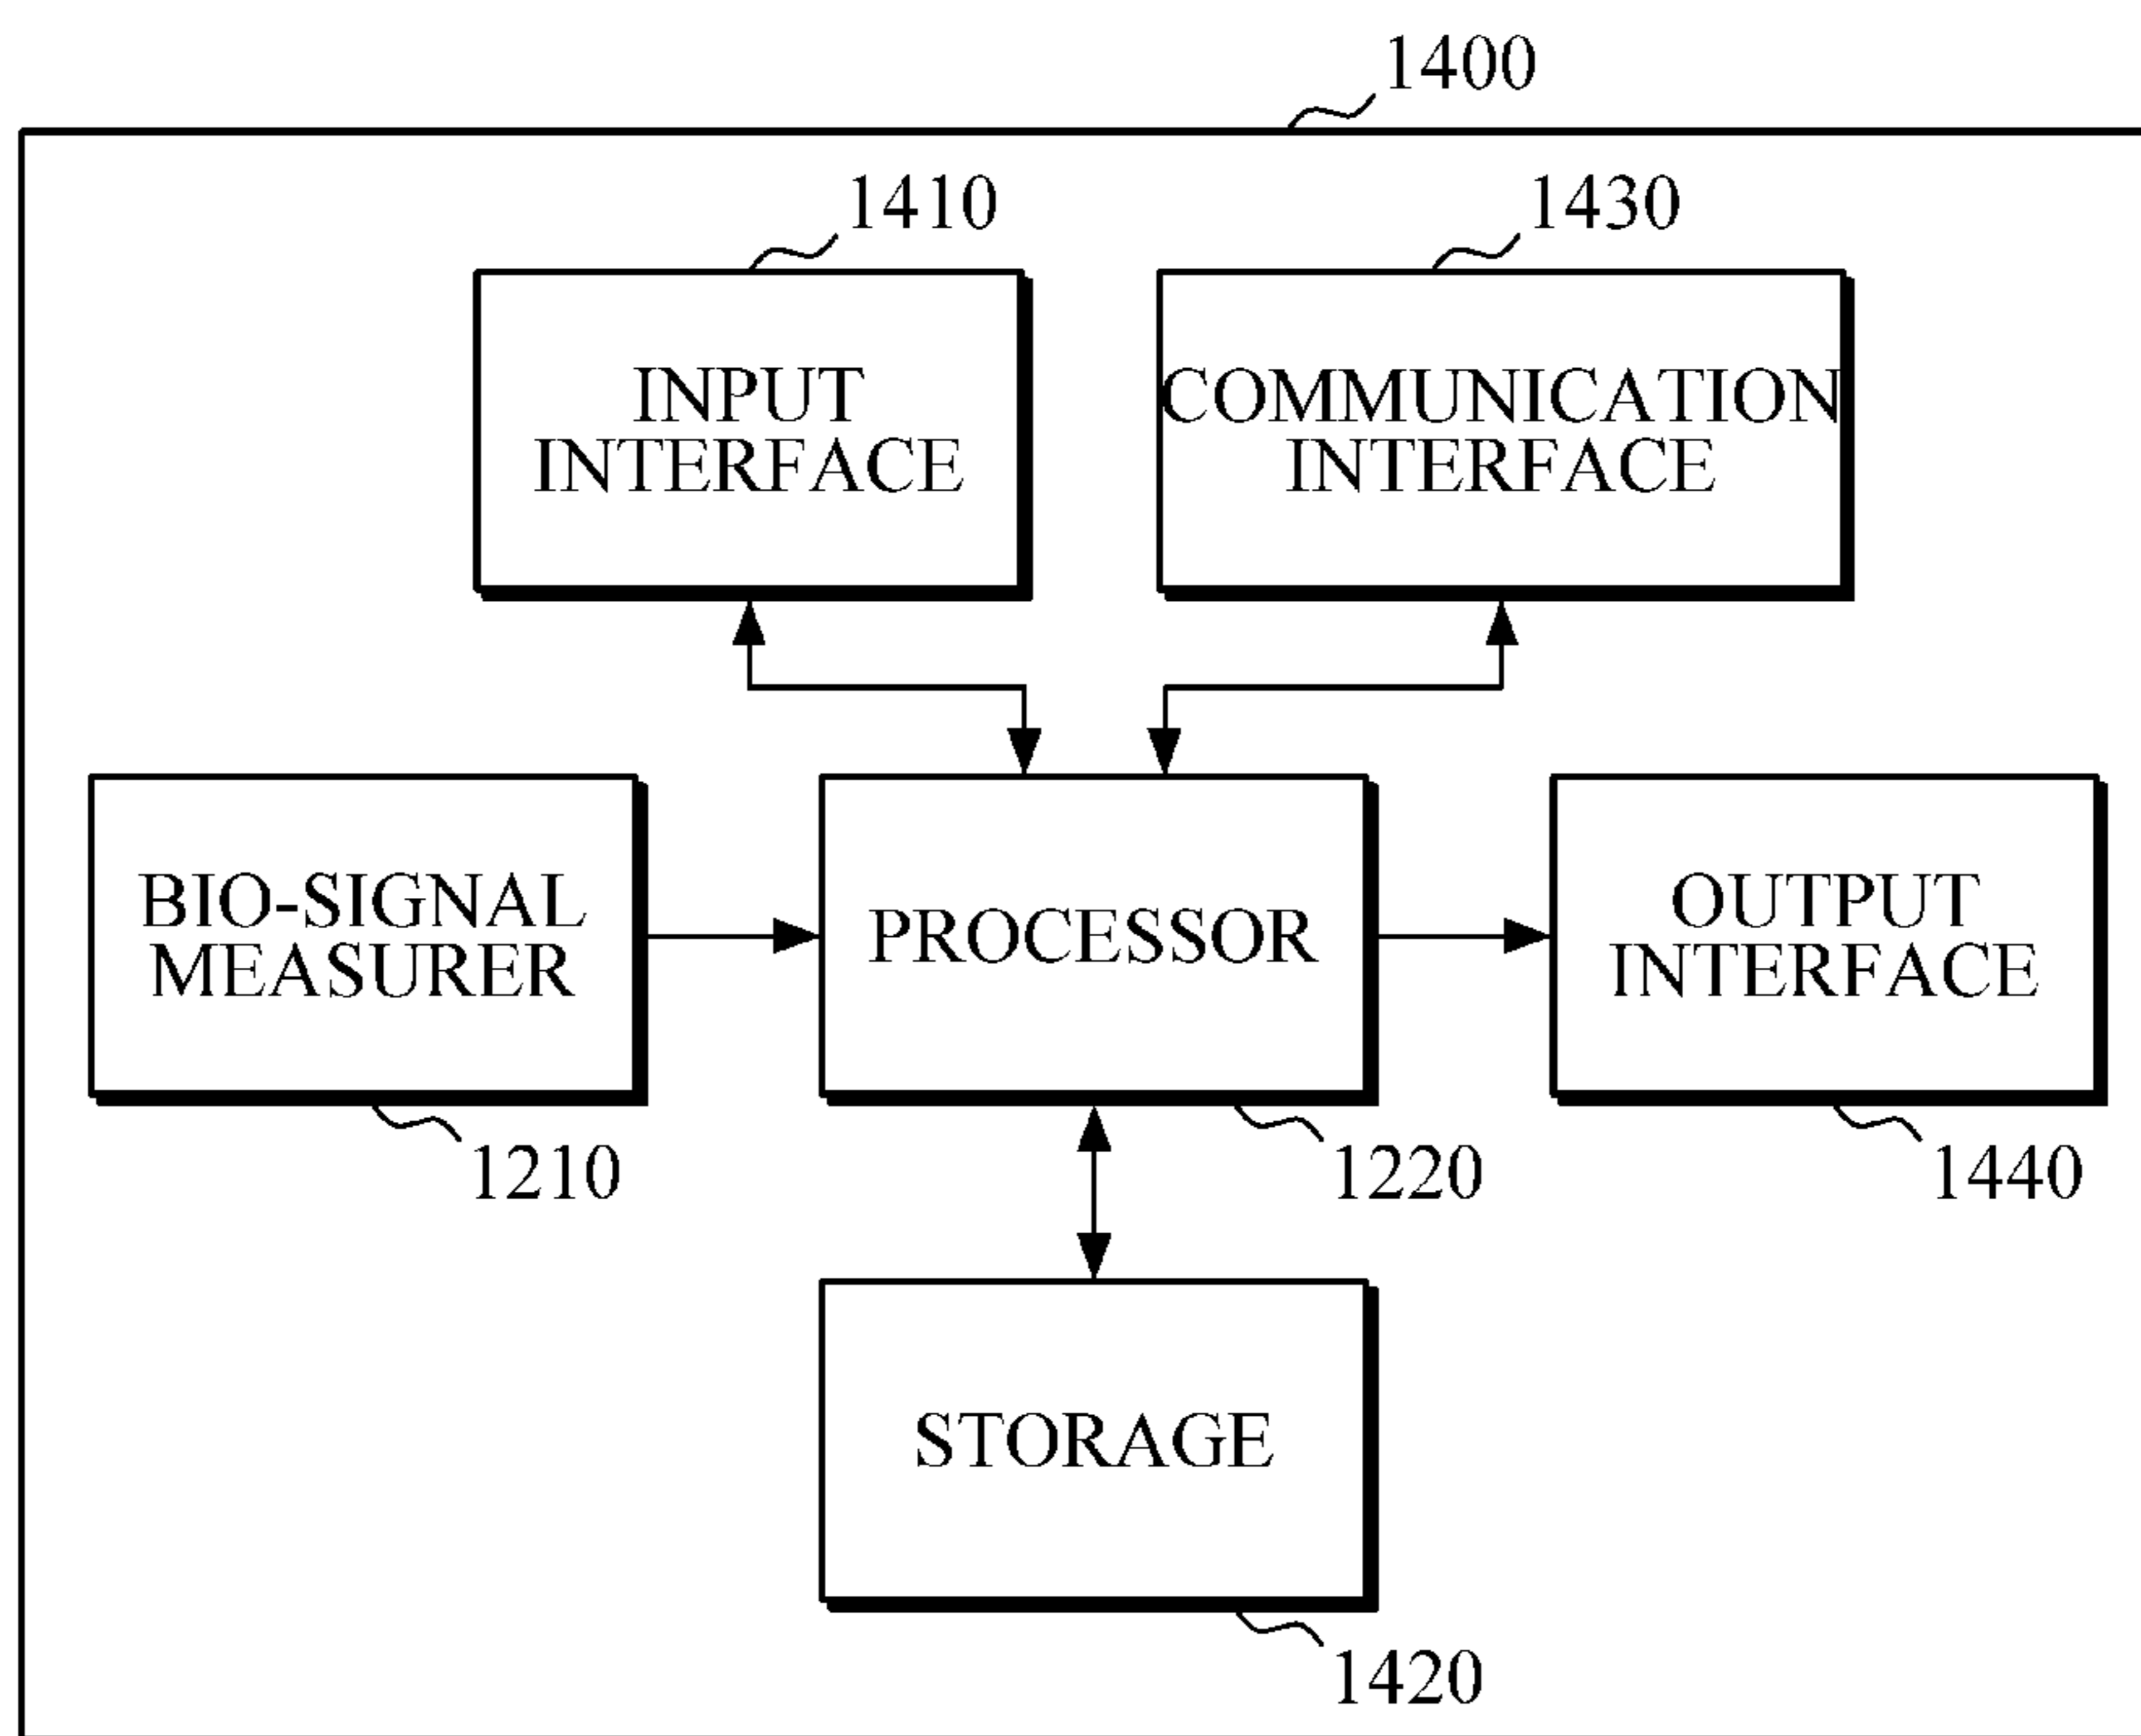 1400
1410
1430
INPUT
INTERFACE
COMMUNICATION
INTERFACE
BIO-SIGNAL
MEASURER
PROCESSOR
OUTPUT
INTERFACE
1210
1220
1440
STORAGE
1420